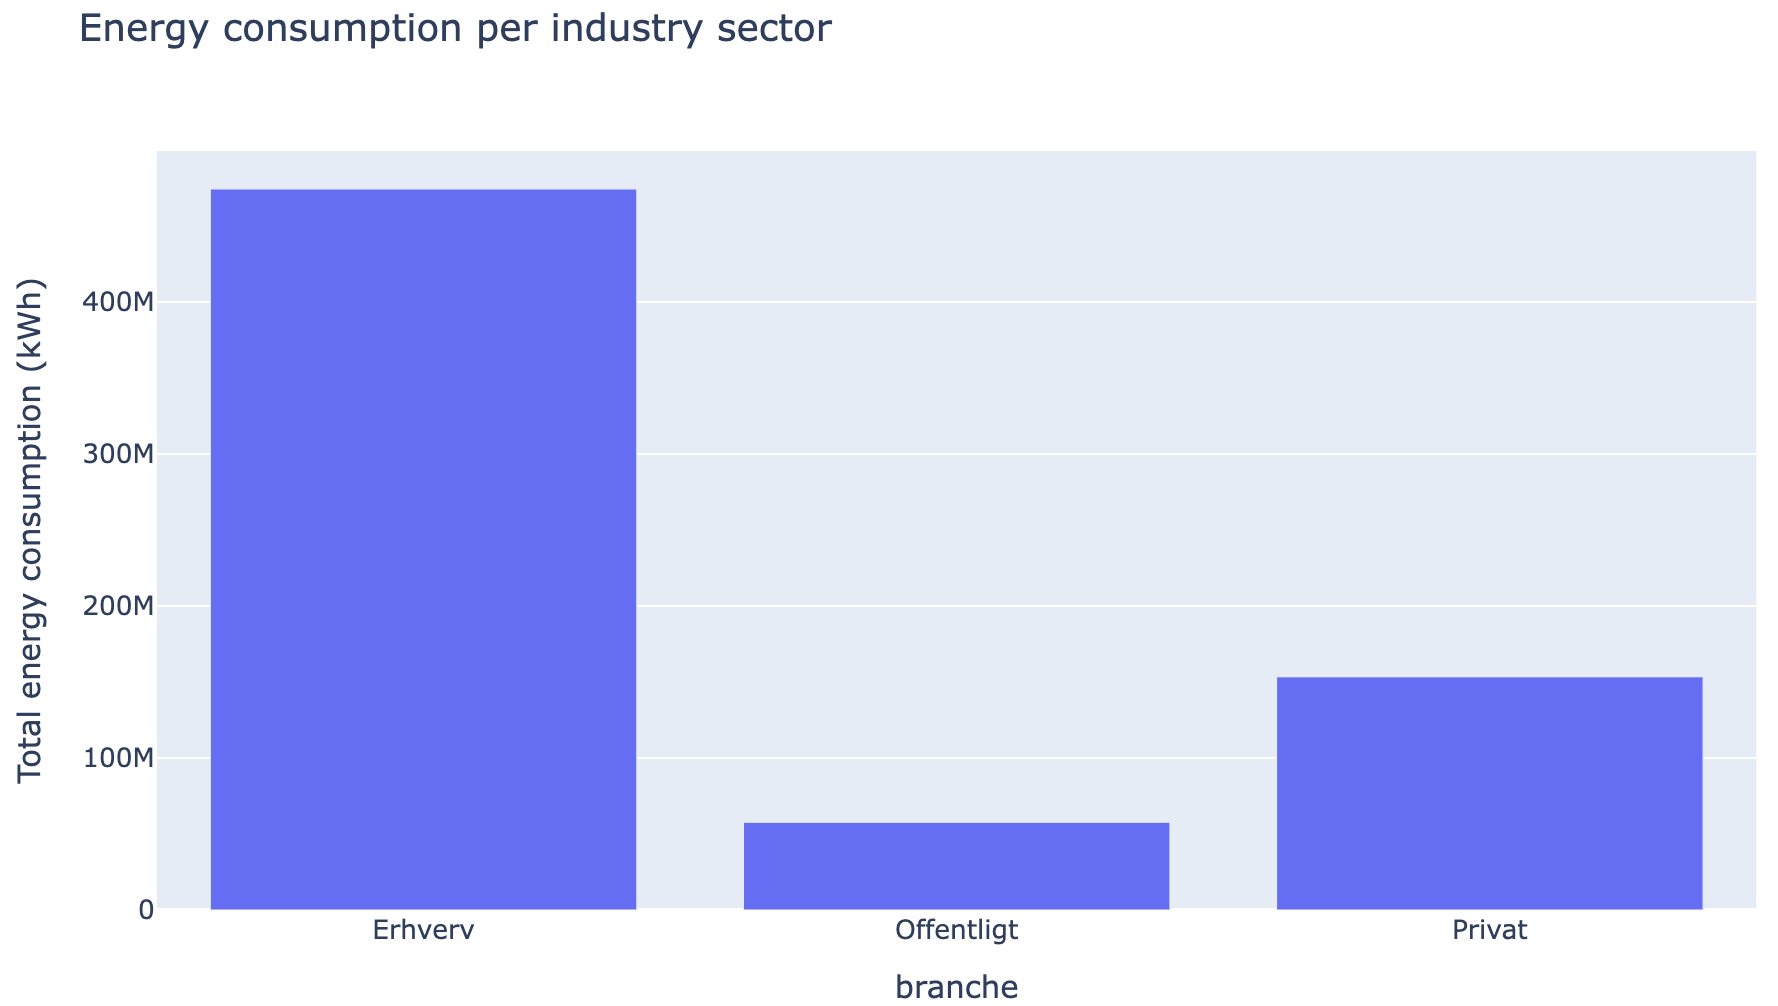 Energy consumption per industry sector
Total energy consumption (kWh)
400M
300M
200M
100M
0
Erhverv
Offentligt
Privat
branche